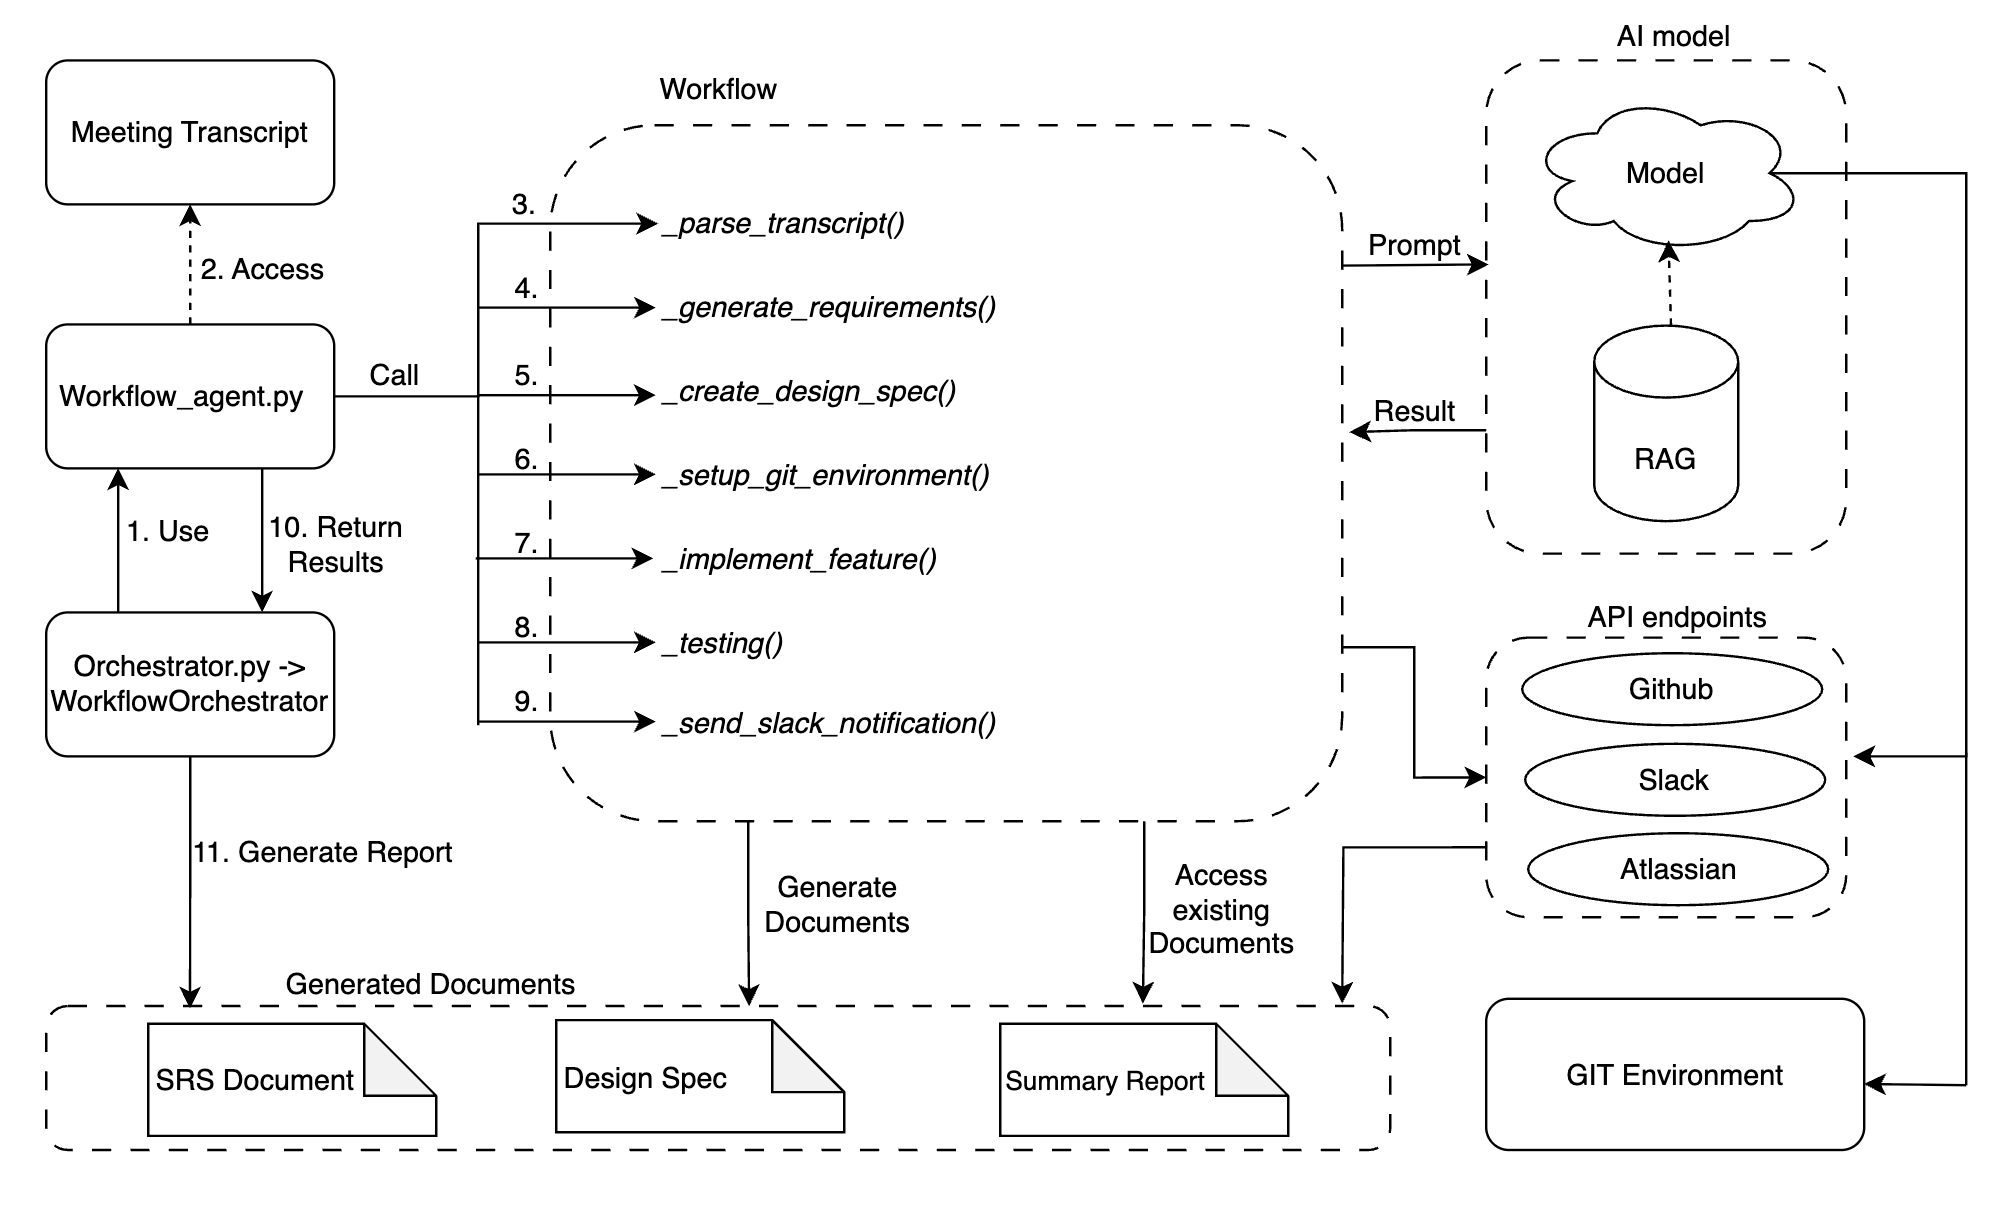 AI model
Workflow
Meeting Transcript
Model
3.
_parse_transcript()
Prompt
2. Access
4.
_generate_requirements()
Call
5.
_create_design_spec()
Workflow_agent.py
Result
6.
_setup_git_environment()
RAG
1. Use
10. Return
Results
7.
_implement_feature()
8.
_testing()
API endpoints
Orchestrator.py ->
WorkflowOrchestrator
Github
9.
_send_slack_notification()
Slack
11. Generate Report
Generate
Documents
Access
existing
Documents
Atlassian
Generated Documents
SRS Document
Design Spec
Summary Report
GIT Environment